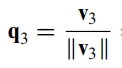 q₃ = v₃ / ‖v₃‖ =